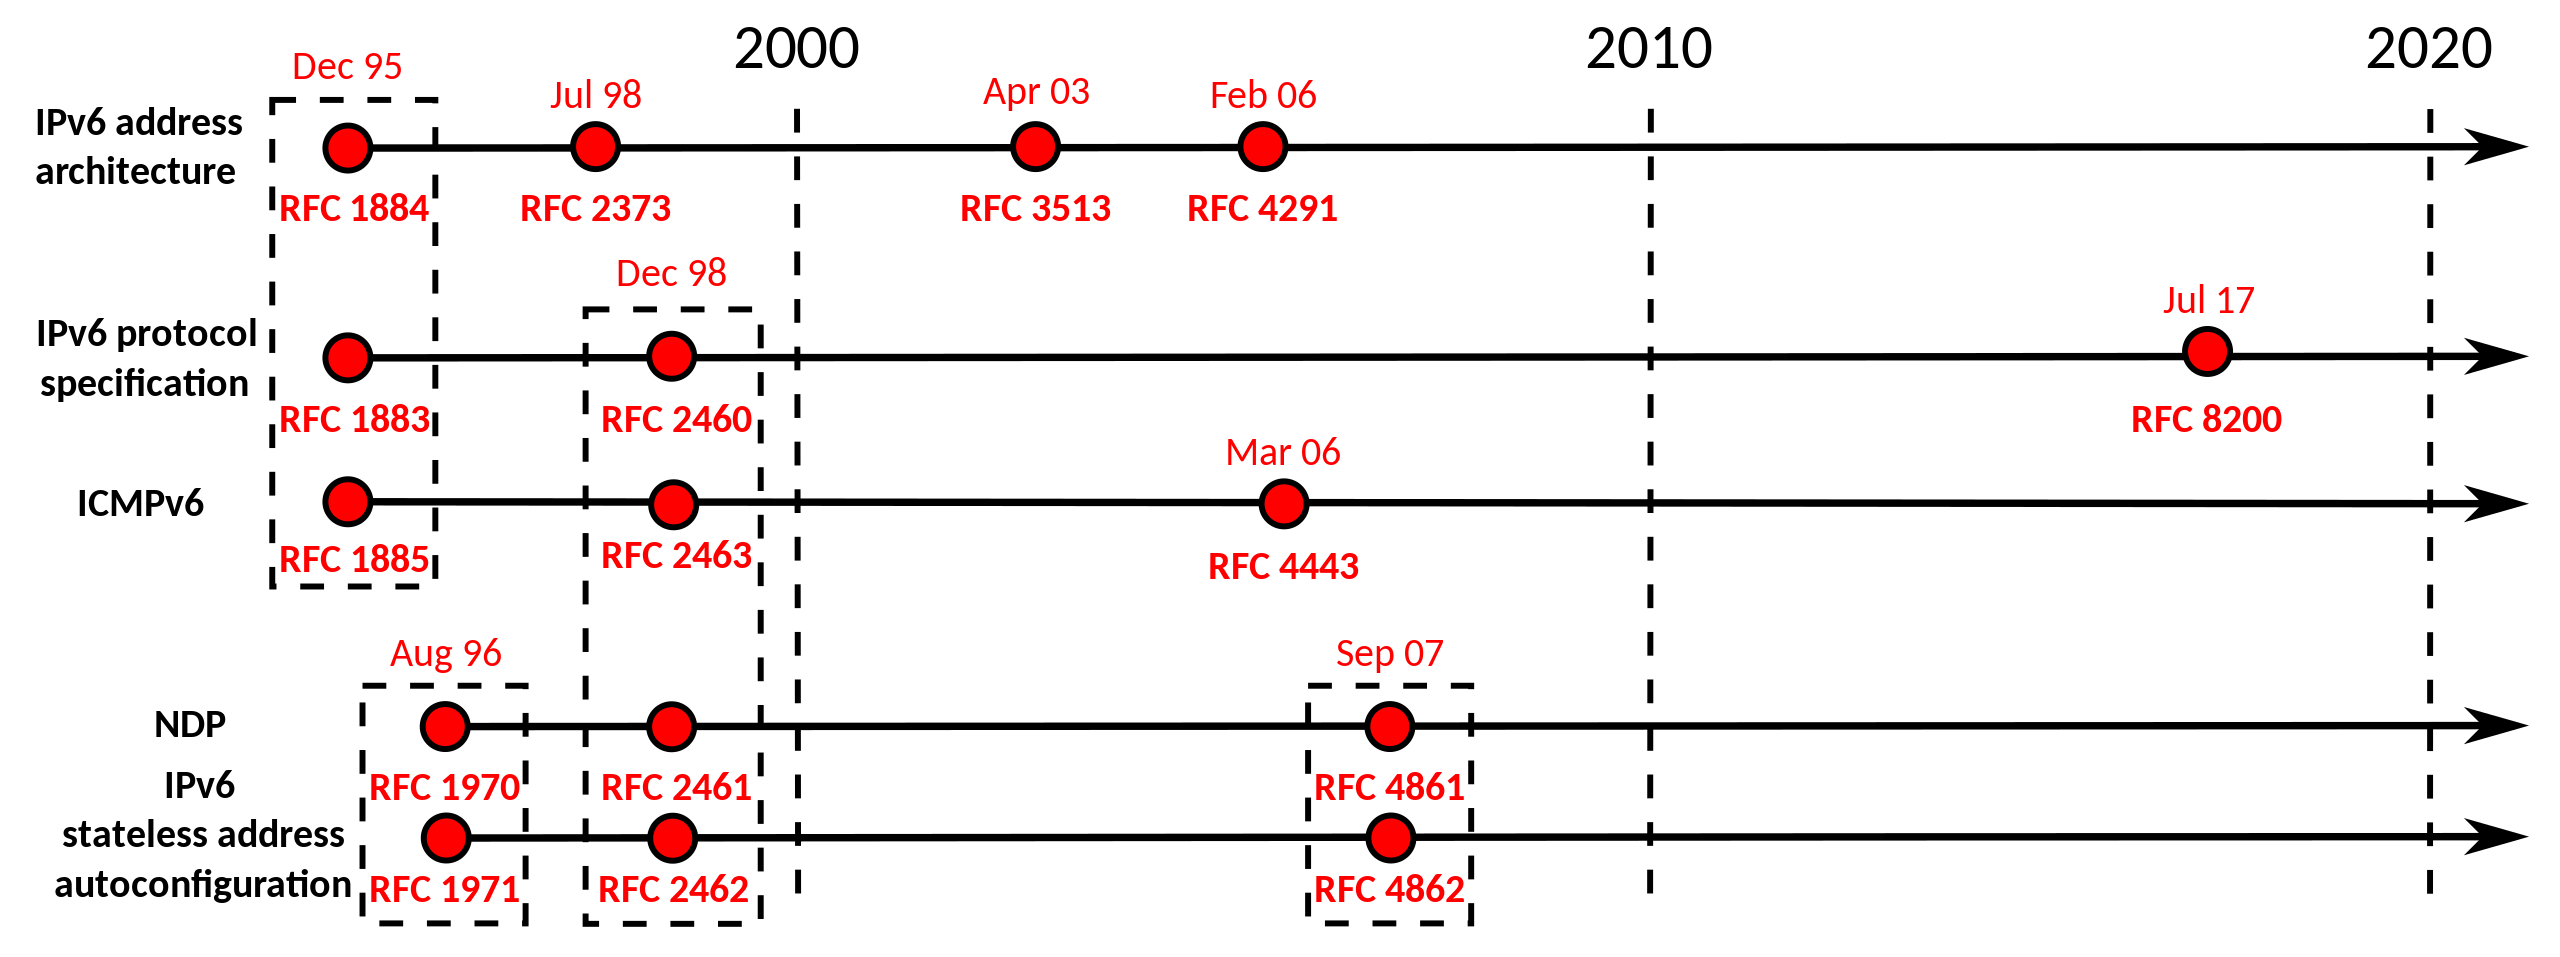 2000
2010
2020
Dec 95
Jul 98
Apr 03
Feb 06
IPv6 address
architecture
RFC 1884
RFC 2373
RFC 3513
RFC 4291
Dec 98
Jul 17
IPv6 protocol
specification
RFC 1883
RFC 2460
RFC 8200
Mar 06
ICMPv6
RFC 1885
RFC 2463
RFC 4443
Aug 96
Sep 07
NDP
RFC 1970
RFC 2461
RFC 4861
IPv6
stateless address
autoconfiguration
RFC 1971
RFC 2462
RFC 4862